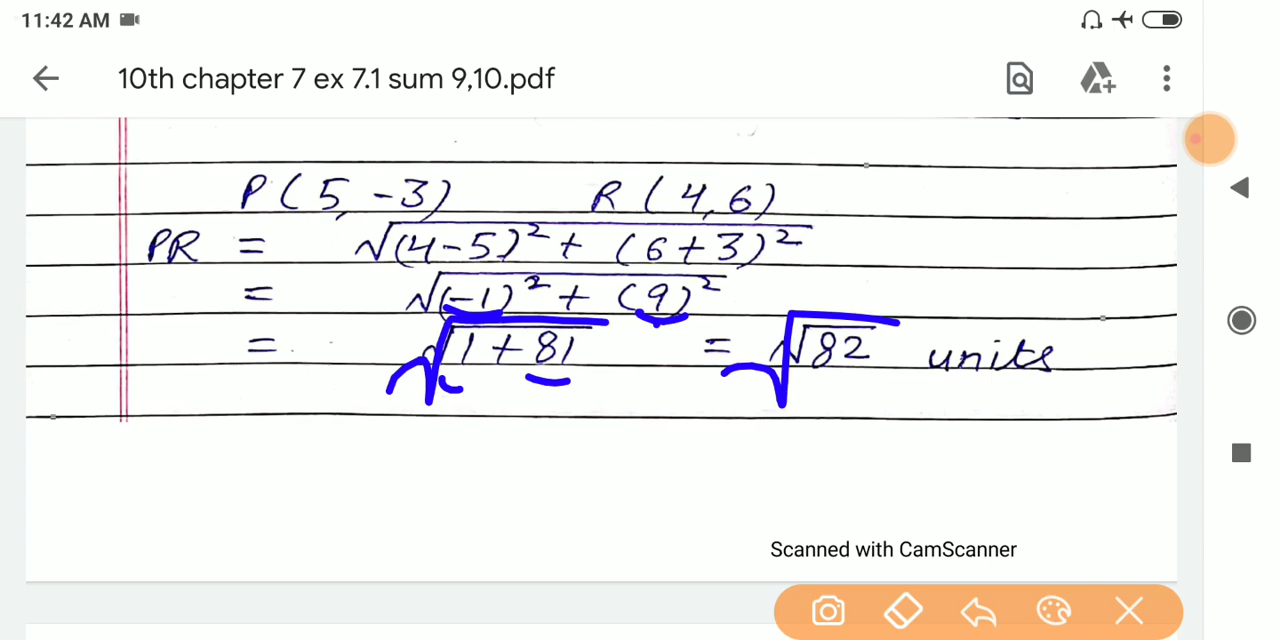 11:42 AM
10th chapter 7 ex 7.1 sum 9,10.pdf
P(5, -3) R(4,6)
PR = √(4-5)² + (6+3)²
= √(-1)² + (9)²
= √1 + 81 = √82 units
Scanned with CamScanner